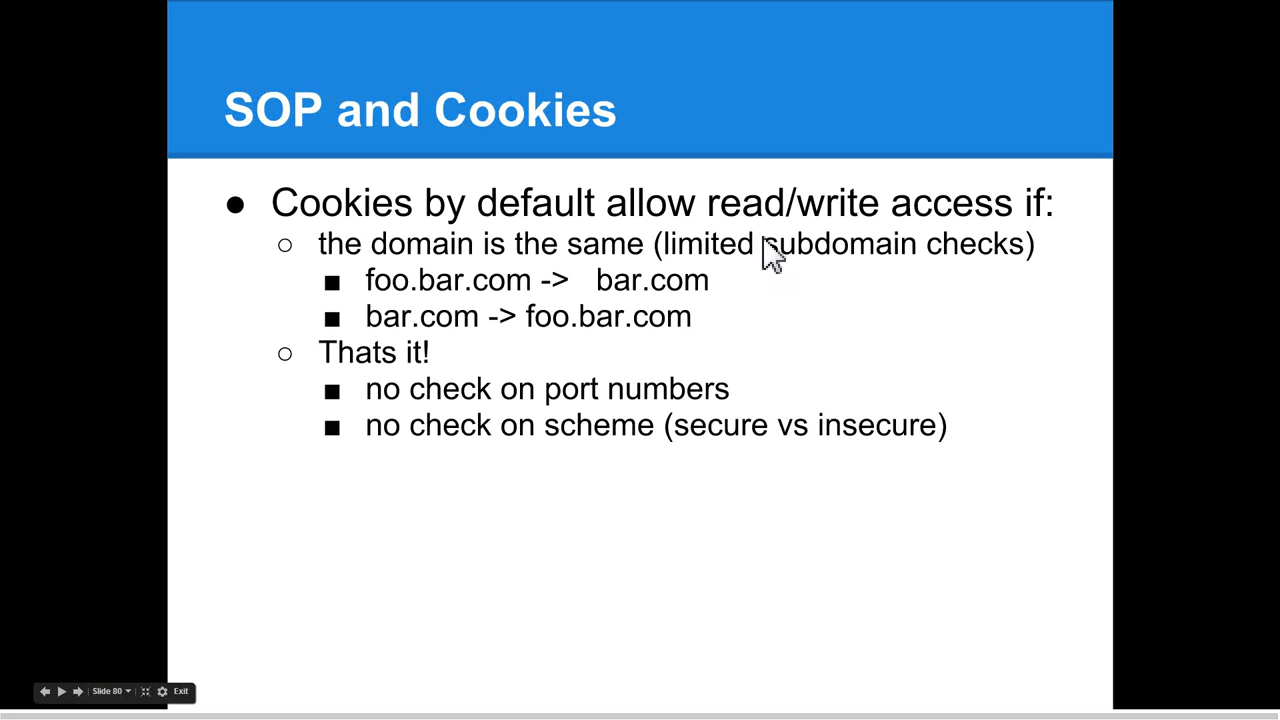 SOP and Cookies
● Cookies by default allow read/write access if:
○ the domain is the same (limited subdomain checks)
■ foo.bar.com -> bar.com
■ bar.com -> foo.bar.com
○ Thats it!
■ no check on port numbers
■ no check on scheme (secure vs insecure)
Slide 80 Exit